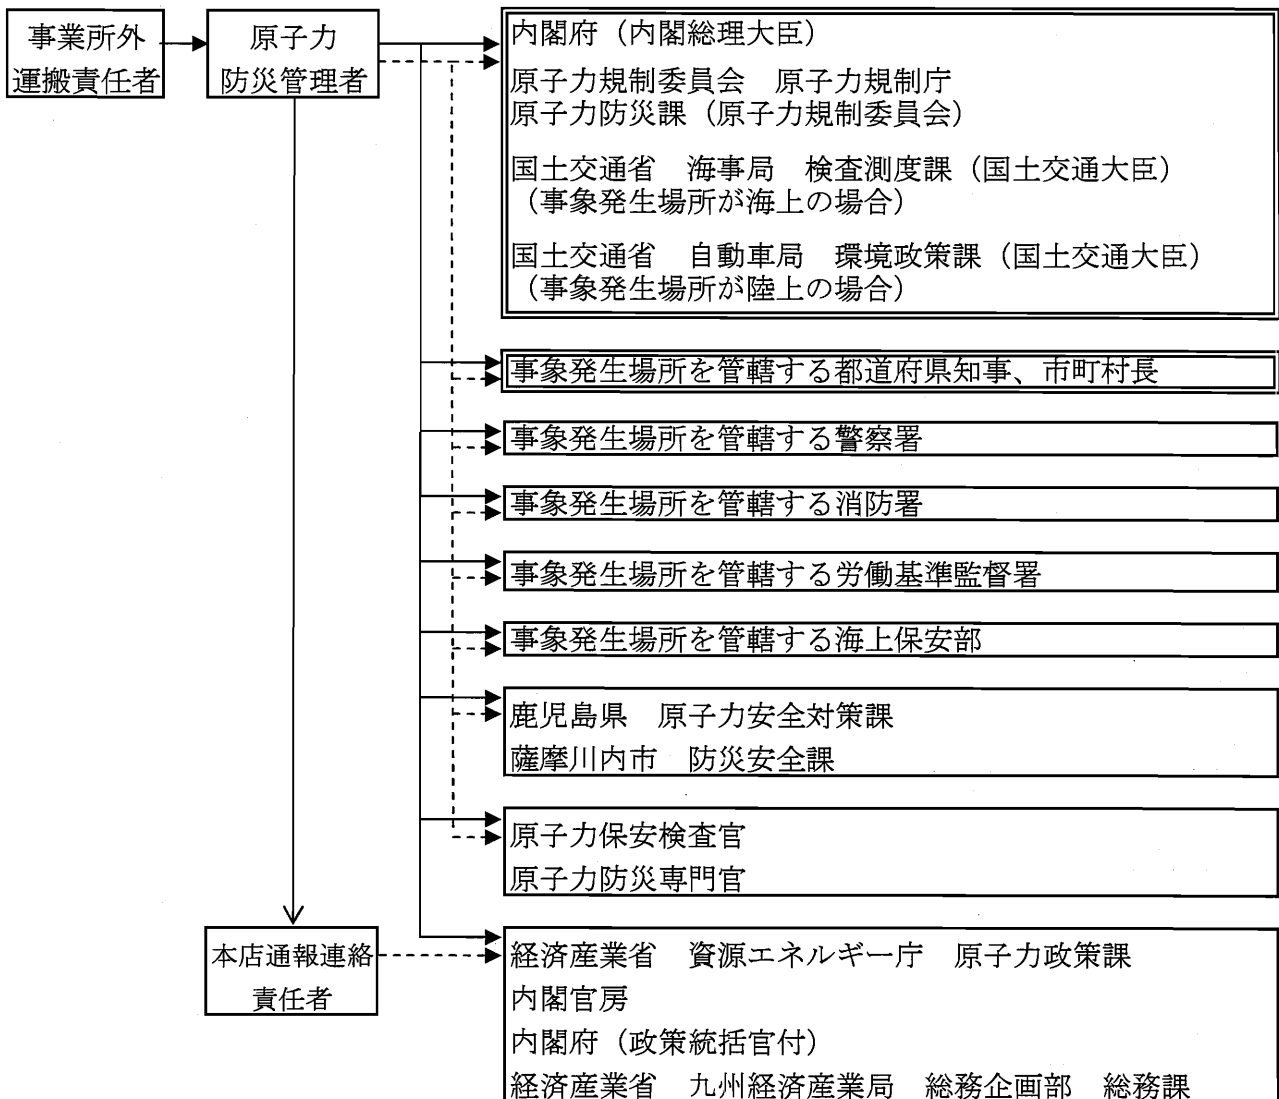 事業所外
運搬責任者
原子力
防災管理者
内閣府（内閣総理大臣）
原子力規制委員会　原子力規制庁
原子力防災課（原子力規制委員会）
国土交通省　海事局　検査測度課（国土交通大臣）
（事象発生場所が海上の場合）
国土交通省　自動車局　環境政策課（国土交通大臣）
（事象発生場所が陸上の場合）
事象発生場所を管轄する都道府県知事、市町村長
事象発生場所を管轄する警察署
事象発生場所を管轄する消防署
事象発生場所を管轄する労働基準監督署
事象発生場所を管轄する海上保安部
鹿児島県　原子力安全対策課
薩摩川内市　防災安全課
原子力保安検査官
原子力防災専門官
本店通報連絡
責任者
経済産業省　資源エネルギー庁　原子力政策課
内閣官房
内閣府（政策統括官付）
経済産業省　九州経済産業局　総務企画部　総務課